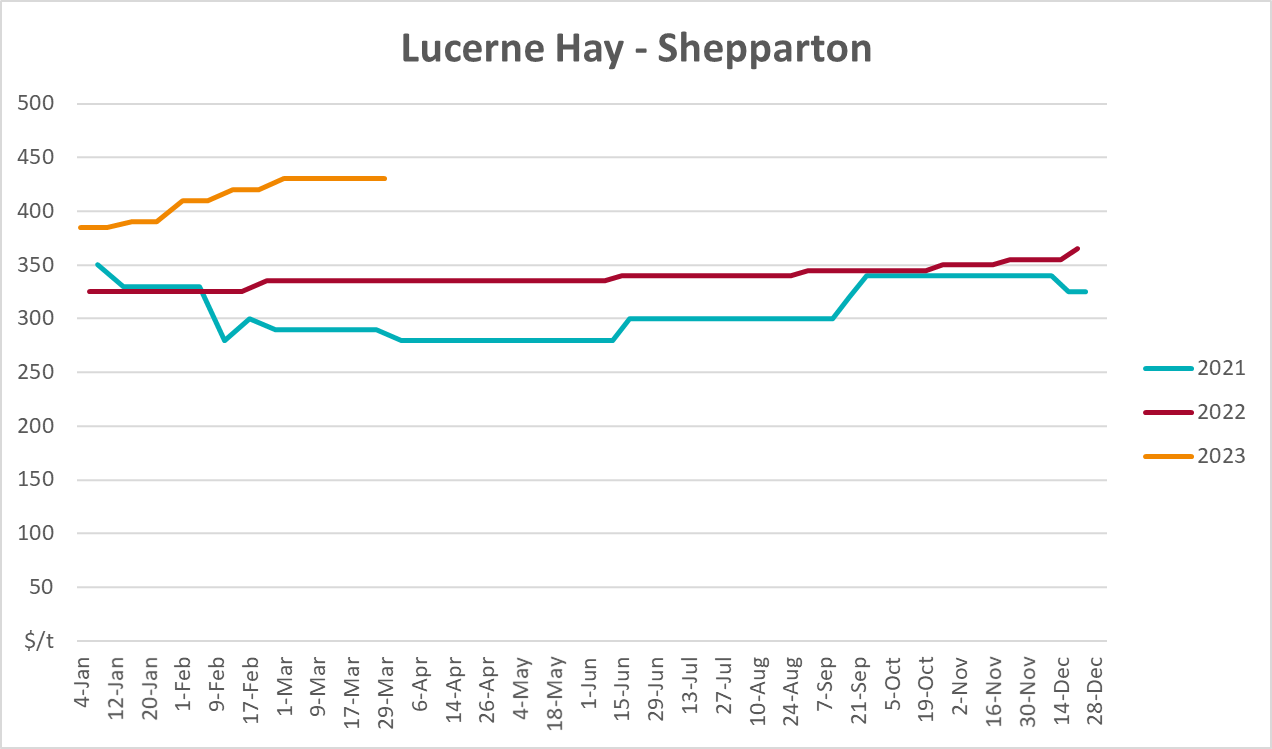 Lucerne Hay - Shepparton
500
450
400
350
300
250
200
150
100
50
$/t
4-Jan
12-Jan
20-Jan
1-Feb
9-Feb
17-Feb
1-Mar
9-Mar
17-Mar
29-Mar
6-Apr
14-Apr
26-Apr
4-May
18-May
1-Jun
15-Jun
29-Jun
13-Jul
27-Jul
10-Aug
24-Aug
7-Sep
21-Sep
5-Oct
19-Oct
2-Nov
16-Nov
30-Nov
14-Dec
28-Dec
2021
2022
2023